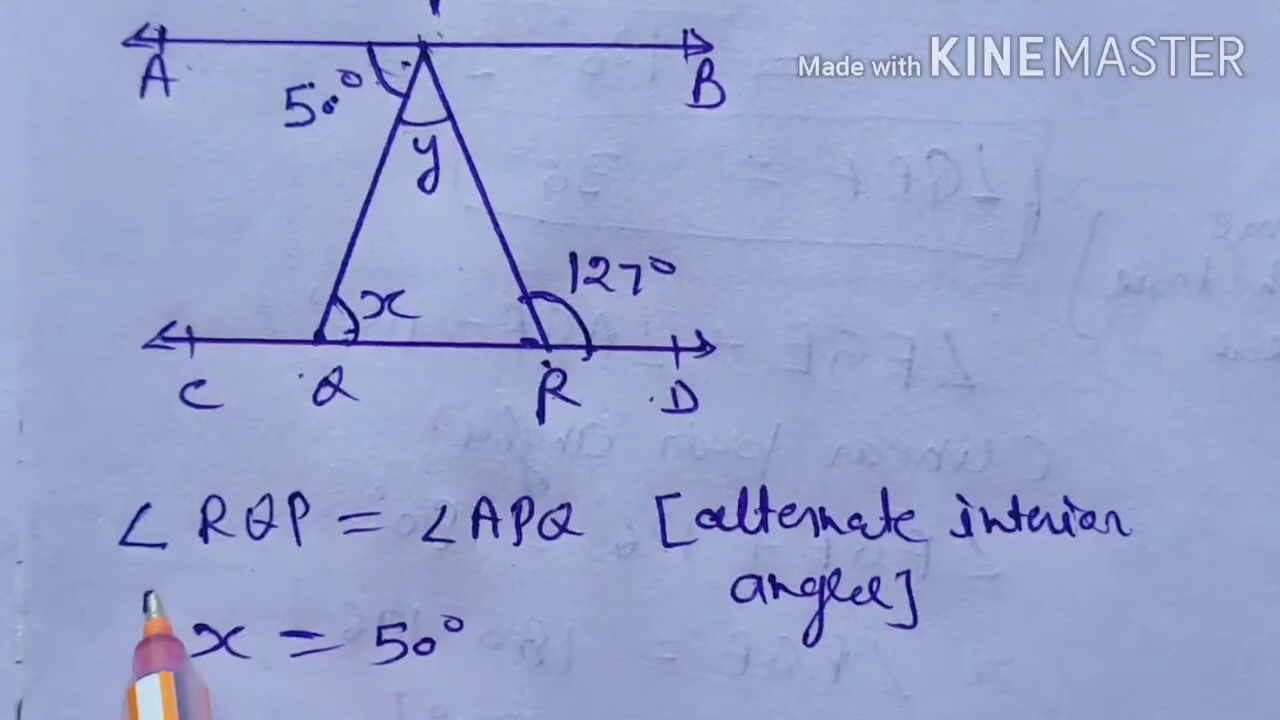 Made with KINEMASTER
A B
50°
y
127°
x
C Q R D
∠ RQP = ∠APQ [alternate interior
angles]
x = 50°